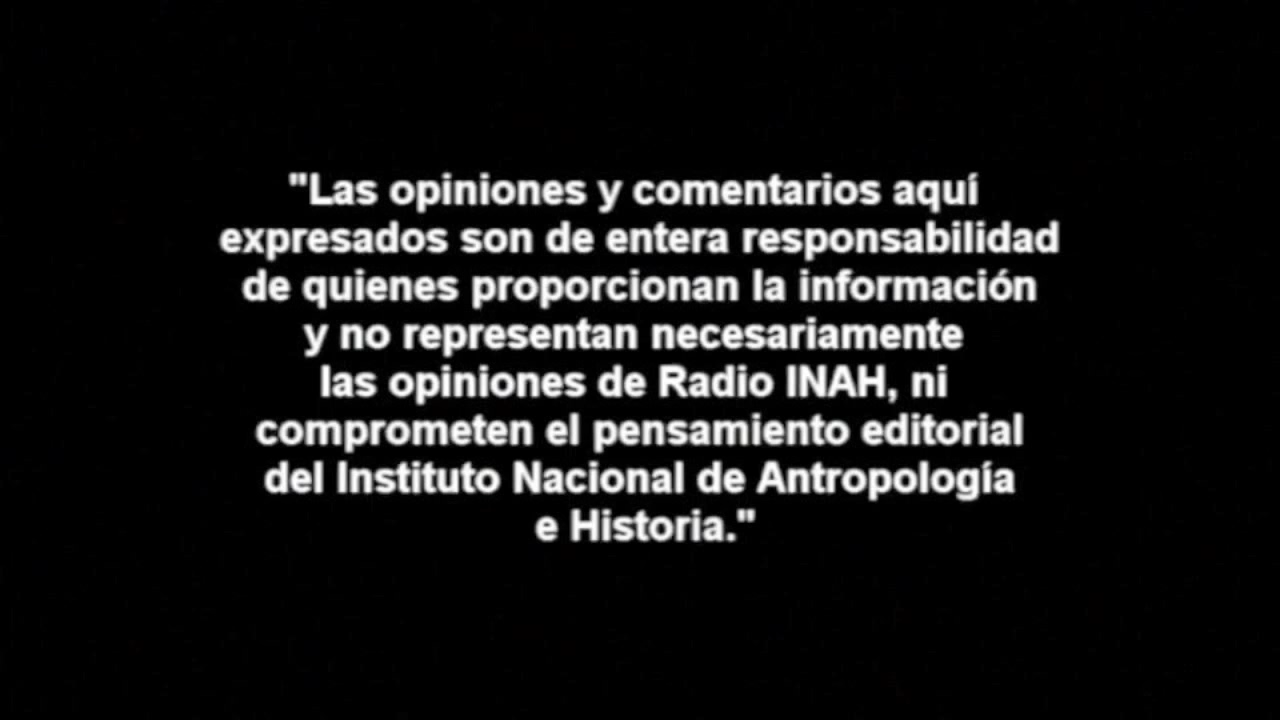 "Las opiniones y comentarios aquí
expresados son de entera responsabilidad
de quienes proporcionan la información
y no representan necesariamente
las opiniones de Radio INAH, ni
comprometen el pensamiento editorial
del Instituto Nacional de Antropología
e Historia."